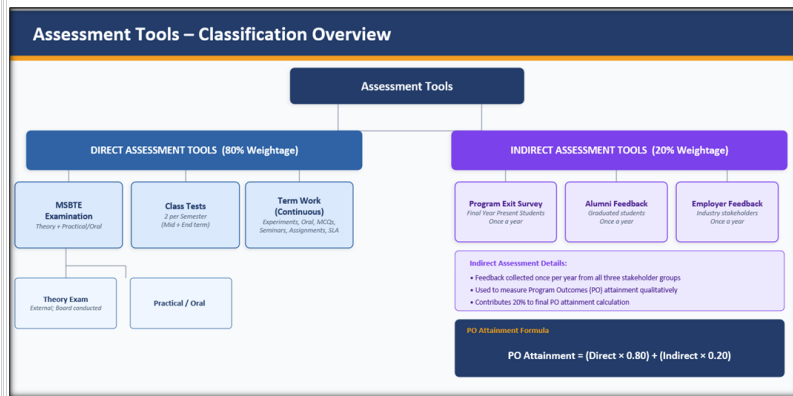 Assessment Tools – Classification Overview
Assessment Tools
DIRECT ASSESSMENT TOOLS (80% Weightage)
INDIRECT ASSESSMENT TOOLS (20% Weightage)
MSBTE
Examination
Theory + Practical/Oral
Class Tests
2 per Semester
(Mid + End term)
Term Work
(Continuous)
Experiments, Oral, MCQs,
Seminars, Assignments, SLA
Program Exit Survey
Final Year Present Students
Once a year
Alumni Feedback
Graduated students
Once a year
Employer Feedback
Industry stakeholders
Once a year
Theory Exam
External; Board conducted
Practical / Oral
Indirect Assessment Details:
• Feedback collected once per year from all three stakeholder groups
• Used to measure Program Outcomes (PO) attainment qualitatively
• Contributes 20% to final PO attainment calculation
PO Attainment Formula
PO Attainment = (Direct × 0.80) + (Indirect × 0.20)